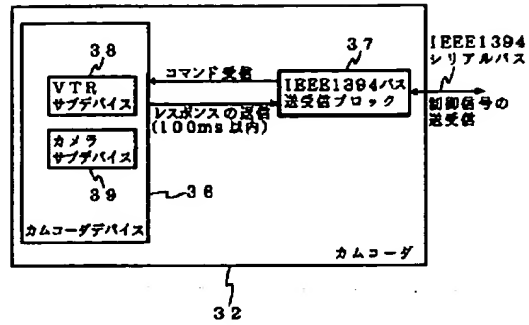 38
VTR
サブデバイス
カメラ
サブデバイス
39
カムコーダデバイス
36
コマンド受信
レスポンスの送信
(100ms以内)
37
IEEE1394バス
送受信ブロック
IEEE1394
シリアルバス
制御信号の
送受信
カムコーダ
32